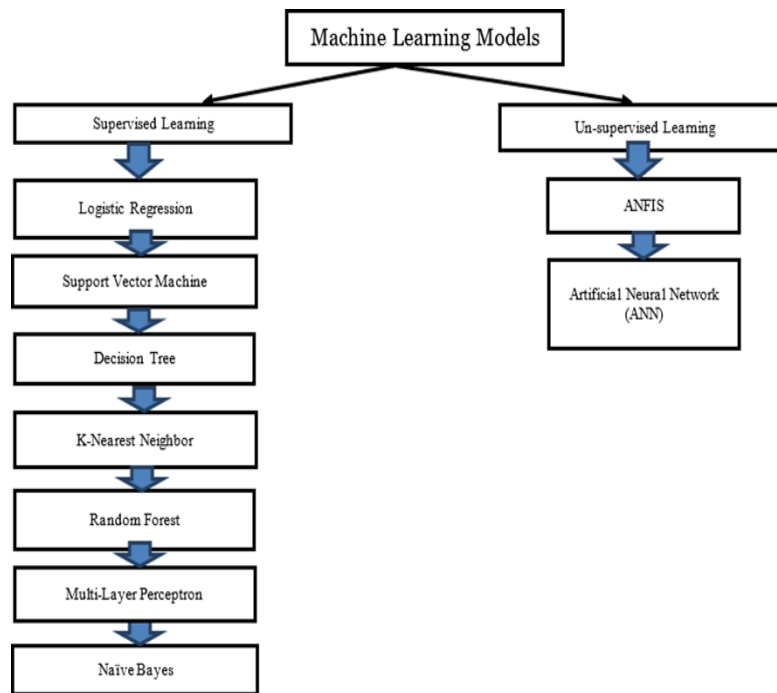 Machine Learning Models
Supervised Learning
Logistic Regression
Support Vector Machine
Decision Tree
K-Nearest Neighbor
Random Forest
Multi-Layer Perceptron
Naïve Bayes
Un-supervised Learning
ANFIS
Artificial Neural Network
(ANN)